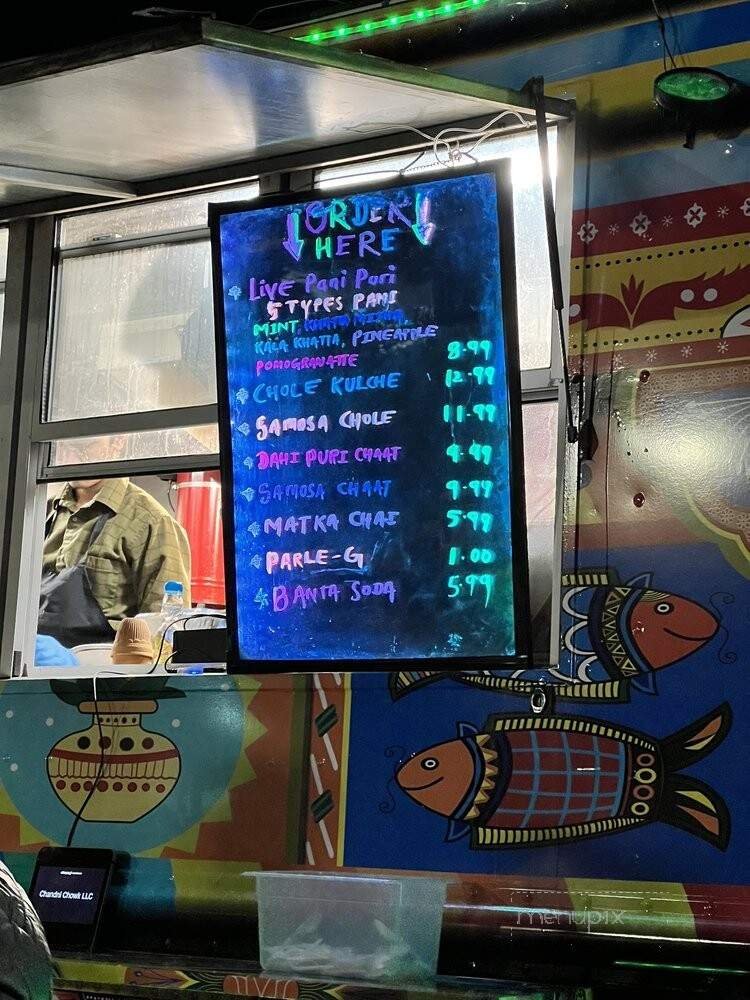 ORDER
HERE
Live Pani Puri
5 TYPES PANI
MINT, KHATA MITHA,
KALA KHATTA, PINEAPPLE
POMOGRANATTE 8.99
CHOLE KULCHE 12.99
SAMOSA CHOLE 11.99
DAHI PURI CHAAT 9.49
SAMOSA CHAAT 9.99
MATKA CHAI 5.99
PARLE-G 1.00
BANTA SODA 5.99
Chandni Chowk LLC
menupix